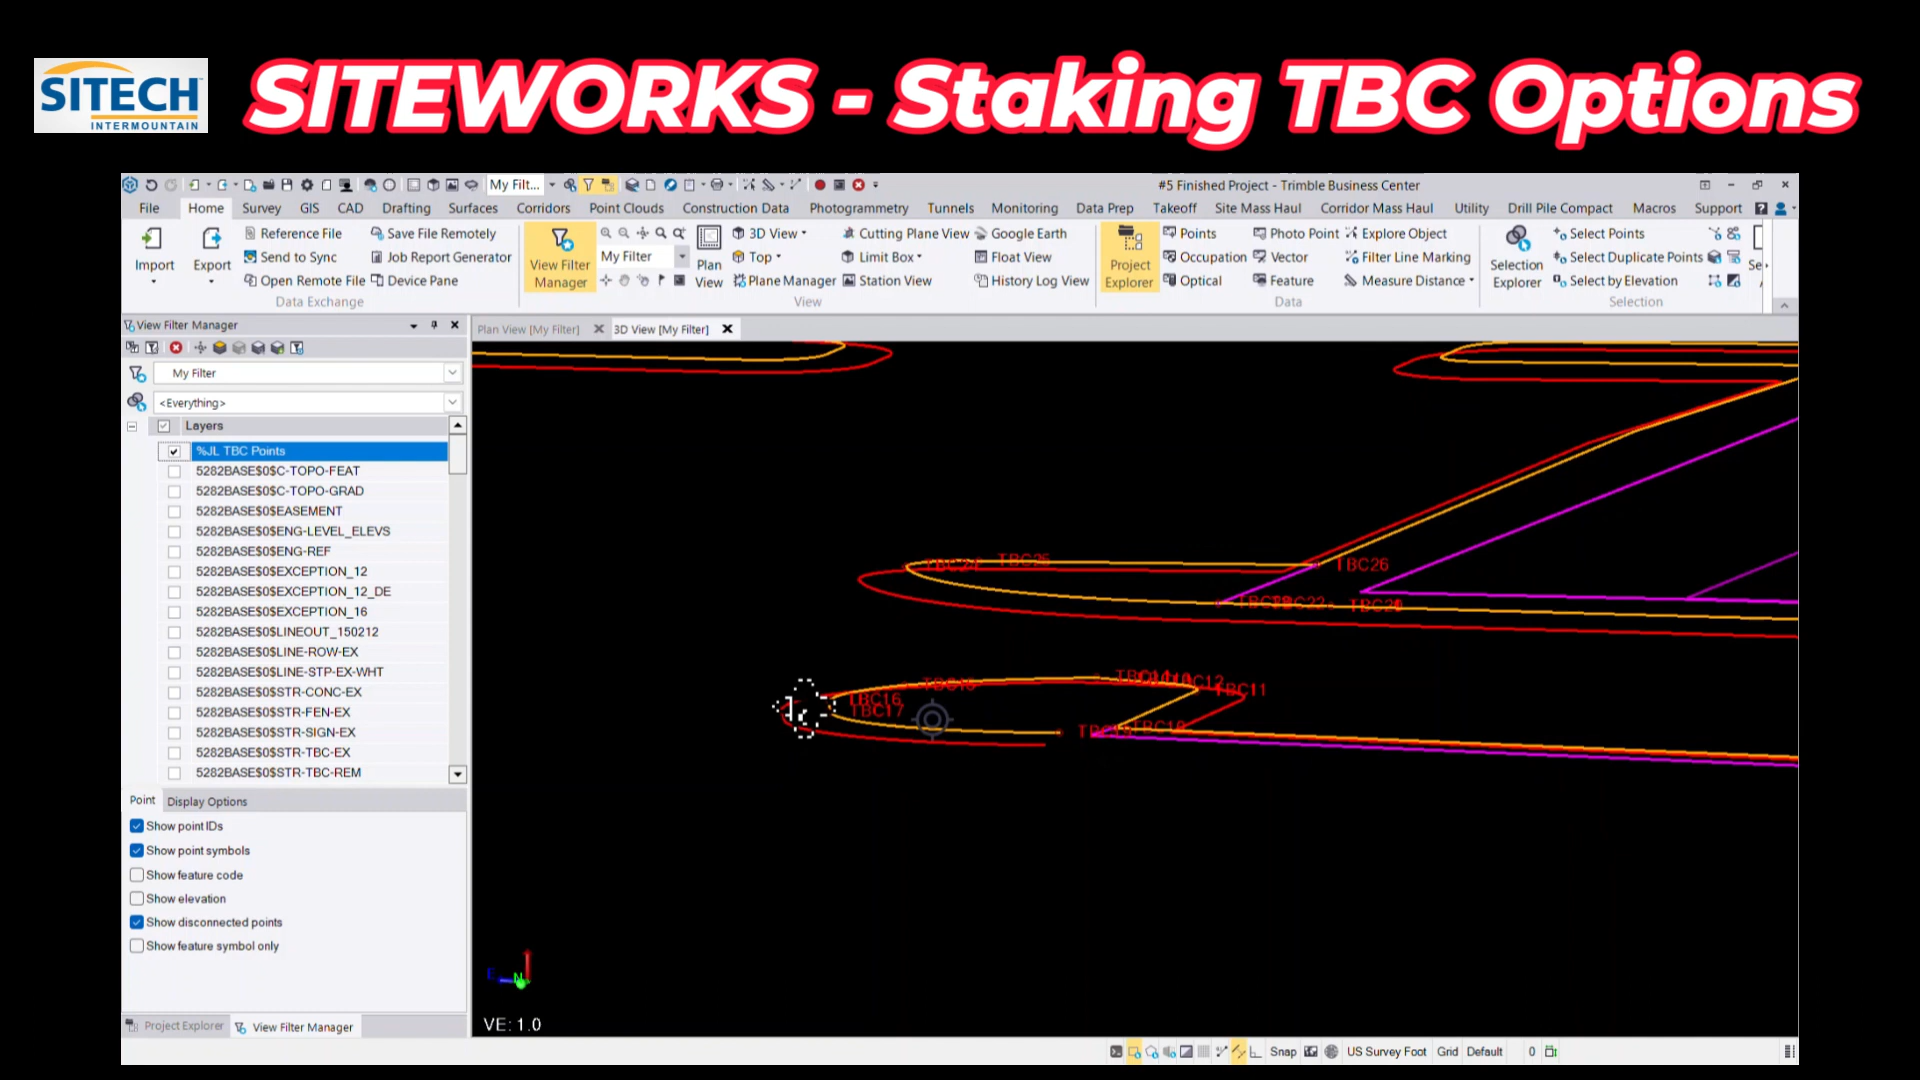 SITECH
INTERMOUNTAIN
SITEWORKS - Staking TBC Options
My Filt...
#5 Finished Project - Trimble Business Center
File Home Survey GIS CAD Drafting Surfaces Corridors Point Clouds Construction Data Photogrammetry Tunnels Monitoring Data Prep Takeoff Site Mass Haul Corridor Mass Haul Utility Drill Pile Compact Macros Support
Import
Export
Reference File
Send to Sync
Open Remote File
Save File Remotely
Job Report Generator
Device Pane
Data Exchange
View Filter
Manager
My Filter
Plan
View
3D View
Top
Plane Manager
Cutting Plane View
Limit Box
Station View
Google Earth
Float View
History Log View
View
Project
Explorer
Points
Occupation
Optical
Photo Point
Vector
Feature
Explore Object
Filter Line Marking
Measure Distance
Data
Selection
Explorer
Select Points
Select Duplicate Points
Select by Elevation
Se
Selection
View Filter Manager
Plan View [My Filter]
3D View [My Filter]
My Filter
<Everything>
Layers
%JL TBC Points
5282BASE$0$C-TOPO-FEAT
5282BASE$0$C-TOPO-GRAD
5282BASE$0$EASEMENT
5282BASE$0$ENG-LEVEL_ELEVS
5282BASE$0$ENG-REF
5282BASE$0$EXCEPTION_12
5282BASE$0$EXCEPTION_12_DE
5282BASE$0$EXCEPTION_16
5282BASE$0$LINEOUT_150212
5282BASE$0$LINE-ROW-EX
5282BASE$0$LINE-STP-EX-WHT
5282BASE$0$STR-CONC-EX
5282BASE$0$STR-FEN-EX
5282BASE$0$STR-SIGN-EX
5282BASE$0$STR-TBC-EX
5282BASE$0$STR-TBC-REM
Point
Display Options
Show point IDs
Show point symbols
Show feature code
Show elevation
Show disconnected points
Show feature symbol only
Project Explorer
View Filter Manager
TBC25
TBC26
TBC22
TBC15
TBC12
TBC11
TBC16
TBC17
E
N
VE: 1.0
Snap
US Survey Foot
Grid
Default
0